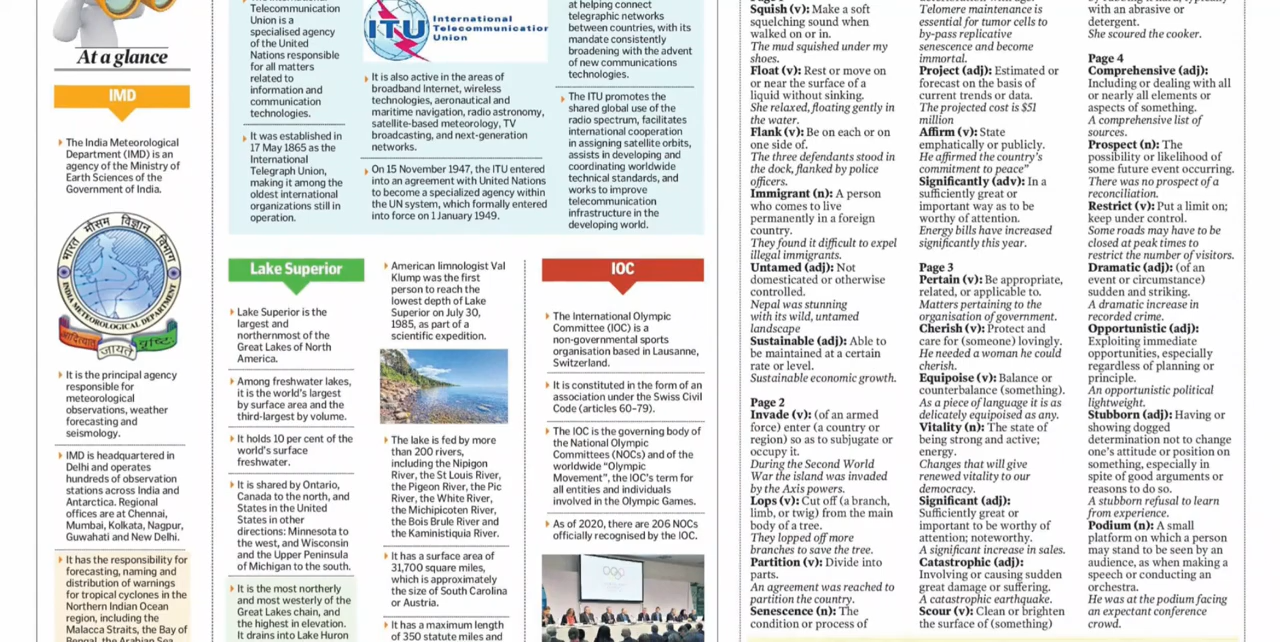 At a glance
IMD
The India Meteorological
Department (IMD) is an
agency of the Ministry of
Earth Sciences of the
Government of India.
भारत मौसम विज्ञान विभाग
INDIA METEOROLOGICAL DEPARTMENT
आदित्यात्
जायते
वृष्टि:
It is the principal agency
responsible for
meteorological
observations, weather
forecasting and
seismology.
IMD is headquartered in
Delhi and operates
hundreds of observation
stations across India and
Antarctica. Regional
offices are at Chennai,
Mumbai, Kolkata, Nagpur,
Guwahati and New Delhi.
It has the responsibility for
forecasting, naming and
distribution of warnings
for tropical cyclones in the
Northern Indian Ocean
region, including the
Malacca Straits, the Bay of
Bengal, the Arabian Sea
Telecommunication
Union is a
specialised agency
of the United
Nations responsible
for all matters
related to
information and
communication
technologies.
It was established in
17 May 1865 as the
International
Telegraph Union,
making it among the
oldest international
organizations still in
operation.
ITU
International
Telecommunication
Union
It is also active in the areas of
broadband Internet, wireless
technologies, aeronautical and
maritime navigation, radio astronomy,
satellite-based meteorology, TV
broadcasting, and next-generation
networks.
On 15 November 1947, the ITU entered
into an agreement with United Nations
to become a specialized agency within
the UN system, which formally entered
into force on 1 January 1949.
at helping connect
telegraphic networks
between countries, with its
mandate consistently
broadening with the advent
of new communications
technologies.
The ITU promotes the
shared global use of the
radio spectrum, facilitates
international cooperation
in assigning satellite orbits,
assists in developing and
coordinating worldwide
technical standards, and
works to improve
telecommunication
infrastructure in the
developing world.
Lake Superior
Lake Superior is the
largest and
northernmost of the
Great Lakes of North
America.
Among freshwater lakes,
it is the world's largest
by surface area and the
third-largest by volume.
It holds 10 per cent of the
world's surface
freshwater.
It is shared by Ontario,
Canada to the north, and
States in the United
States in other
directions: Minnesota to
the west, and Wisconsin
and the Upper Peninsula
of Michigan to the south.
It is the most northerly
and most westerly of the
Great Lakes chain, and
the highest in elevation.
It drains into Lake Huron
American limnologist Val
Klump was the first
person to reach the
lowest depth of Lake
Superior on July 30,
1985, as part of a
scientific expedition.
The lake is fed by more
than 200 rivers,
including the Nipigon
River, the St Louis River,
the Pigeon River, the Pic
River, the White River,
the Michipicoten River,
the Bois Brule River and
the Kaministiquia River.
It has a surface area of
31,700 square miles,
which is approximately
the size of South Carolina
or Austria.
It has a maximum length
of 350 statute miles and
IOC
The International Olympic
Committee (IOC) is a
non-governmental sports
organisation based in Lausanne,
Switzerland.
It is constituted in the form of an
association under the Swiss Civil
Code (articles 60–79).
The IOC is the governing body of
the National Olympic
Committees (NOCs) and of the
worldwide “Olympic
Movement”, the IOC’s term for
all entities and individuals
involved in the Olympic Games.
As of 2020, there are 206 NOCs
officially recognised by the IOC.
Squish (v): Make a soft
squelching sound when
walked on or in.
The mud squished under my
shoes.
Float (v): Rest or move on
or near the surface of a
liquid without sinking.
She relaxed, floating gently in
the water.
Flank (v): Be on each or on
one side of.
The three defendants stood in
the dock, flanked by police
officers.
Immigrant (n): A person
who comes to live
permanently in a foreign
country.
They found it difficult to expel
illegal immigrants.
Untamed (adj): Not
domesticated or otherwise
controlled.
Nepal was stunning
with its wild, untamed
landscape
Sustainable (adj): Able to
be maintained at a certain
rate or level.
Sustainable economic growth.
Page 2
Invade (v): (of an armed
force) enter (a country or
region) so as to subjugate or
occupy it.
During the Second World
War the island was invaded
by the Axis powers.
Lops (v): Cut off (a branch,
limb, or twig) from the main
body of a tree.
They lopped off more
branches to save the tree.
Partition (v): Divide into
parts.
An agreement was reached to
partition the country.
Senescence (n): The
condition or process of
Telomere maintenance is
essential for tumor cells to
by-pass replicative
senescence and become
immortal.
Project (adj): Estimated or
forecast on the basis of
current trends or data.
The projected cost is $51
million
Affirm (v): State
emphatically or publicly.
He affirmed the country's
commitment to peace”
Significantly (adv): In a
sufficiently great or
important way as to be
worthy of attention.
Energy bills have increased
significantly this year.
Page 3
Pertain (v): Be appropriate,
related, or applicable to.
Matters pertaining to the
organisation of government.
Cherish (v): Protect and
care for (someone) lovingly.
He needed a woman he could
cherish.
Equipoise (v): Balance or
counterbalance (something).
As a piece of language it is as
delicately equipoised as any.
Vitality (n): The state of
being strong and active;
energy.
Changes that will give
renewed vitality to our
democracy.
Significant (adj):
Sufficiently great or
important to be worthy of
attention; noteworthy.
A significant increase in sales.
Catastrophic (adj):
Involving or causing sudden
great damage or suffering.
A catastrophic earthquake.
Scour (v): Clean or brighten
the surface of (something)
with an abrasive or
detergent.
She scoured the cooker.
Page 4
Comprehensive (adj):
Including or dealing with all
or nearly all elements or
aspects of something.
A comprehensive list of
sources.
Prospect (n): The
possibility or likelihood of
some future event occurring.
There was no prospect of a
reconciliation.
Restrict (v): Put a limit on;
keep under control.
Some roads may have to be
closed at peak times to
restrict the number of visitors.
Dramatic (adj): (of an
event or circumstance)
sudden and striking.
A dramatic increase in
recorded crime.
Opportunistic (adj):
Exploiting immediate
opportunities, especially
regardless of planning or
principle.
An opportunistic political
lightweight.
Stubborn (adj): Having or
showing dogged
determination not to change
one's attitude or position on
something, especially in
spite of good arguments or
reasons to do so.
A stubborn refusal to learn
from experience.
Podium (n): A small
platform on which a person
may stand to be seen by an
audience, as when making a
speech or conducting an
orchestra.
He was at the podium facing
an expectant conference
crowd.